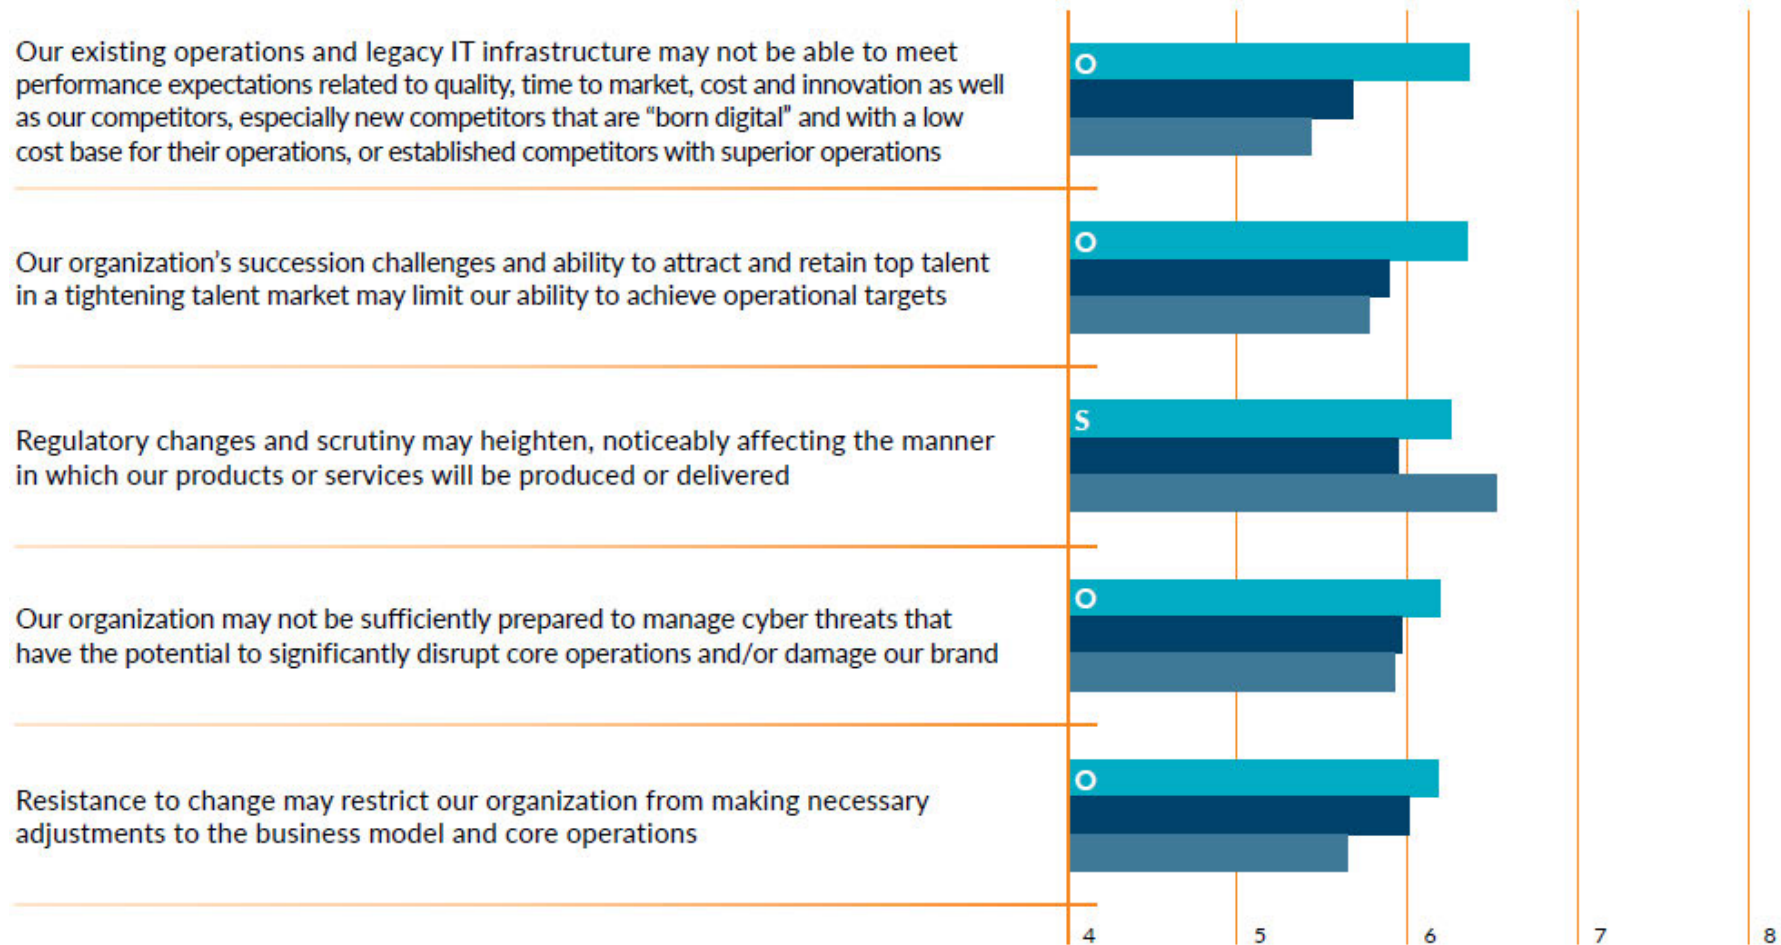 Our existing operations and legacy IT infrastructure may not be able to meet
performance expectations related to quality, time to market, cost and innovation as well
as our competitors, especially new competitors that are “born digital” and with a low
cost base for their operations, or established competitors with superior operations
O
Our organization’s succession challenges and ability to attract and retain top talent
in a tightening talent market may limit our ability to achieve operational targets
O
Regulatory changes and scrutiny may heighten, noticeably affecting the manner
in which our products or services will be produced or delivered
S
Our organization may not be sufficiently prepared to manage cyber threats that
have the potential to significantly disrupt core operations and/or damage our brand
O
Resistance to change may restrict our organization from making necessary
adjustments to the business model and core operations
O
4 5 6 7 8